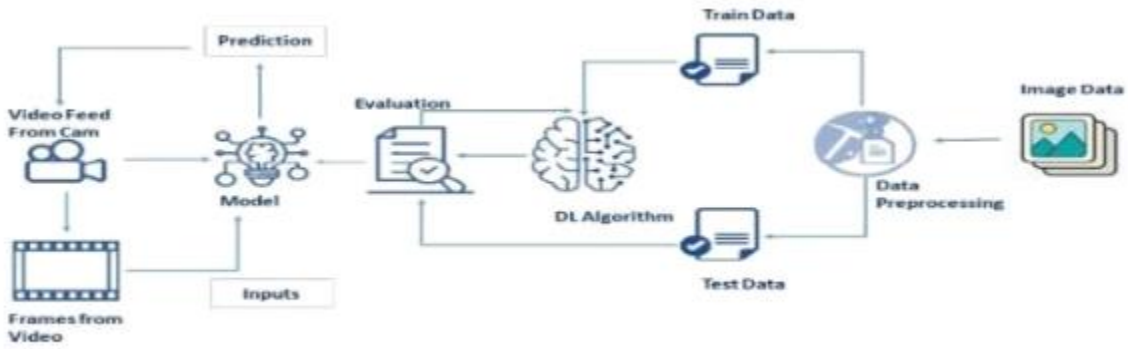 Train Data
Prediction
Image Data
Evaluation
Video Feed
From Cam
Model
Data
Preprocessing
DL Algorithm
Test Data
Inputs
Frames from
Video